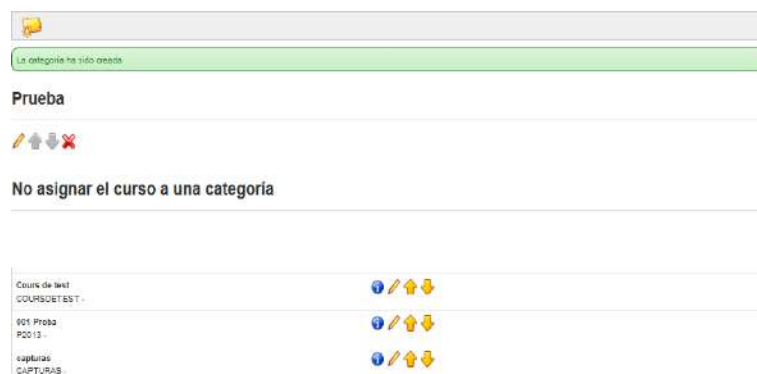 La categoría ha sido creada
Prueba
No asignar el curso a una categoría
Cours de test
COURSDETEST -
001 Proba
P2013 -
capturas
CAPTURAS -